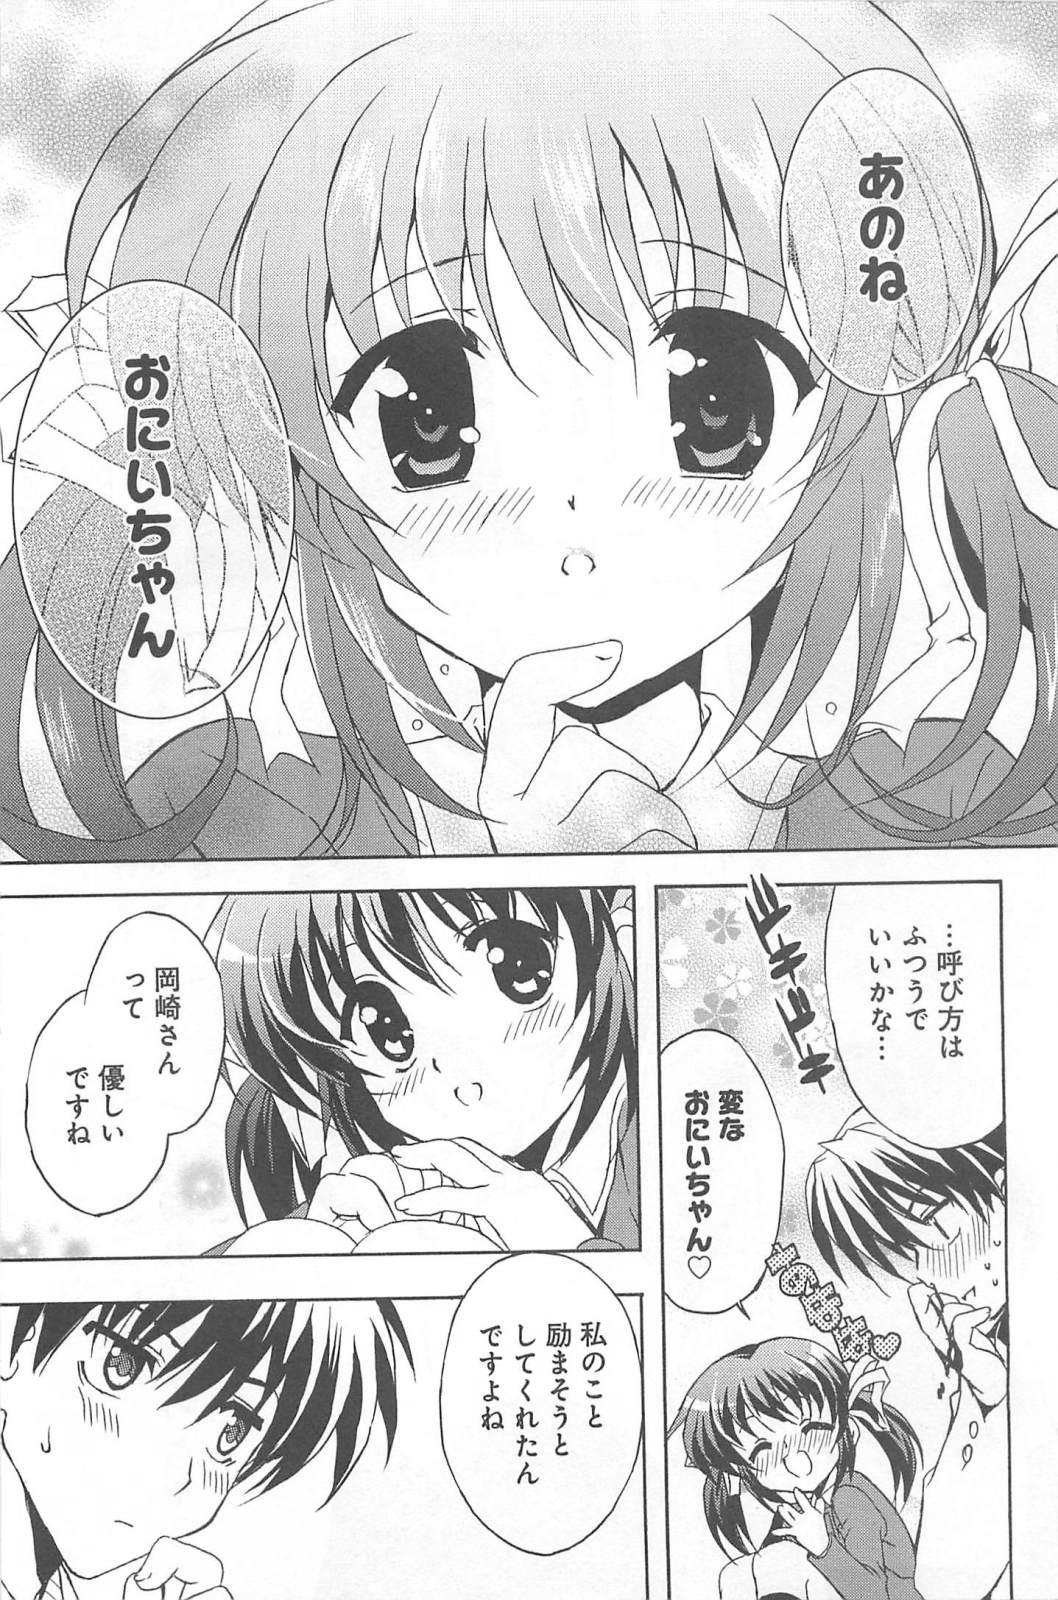 あのね
おにいちゃん
…呼び方は
ふつうで
いいかな…
ドキドキ
変な
おにいちゃん♡
岡崎さん
って
優しい
ですね
私のこと
励まそうと
してくれたん
ですよね